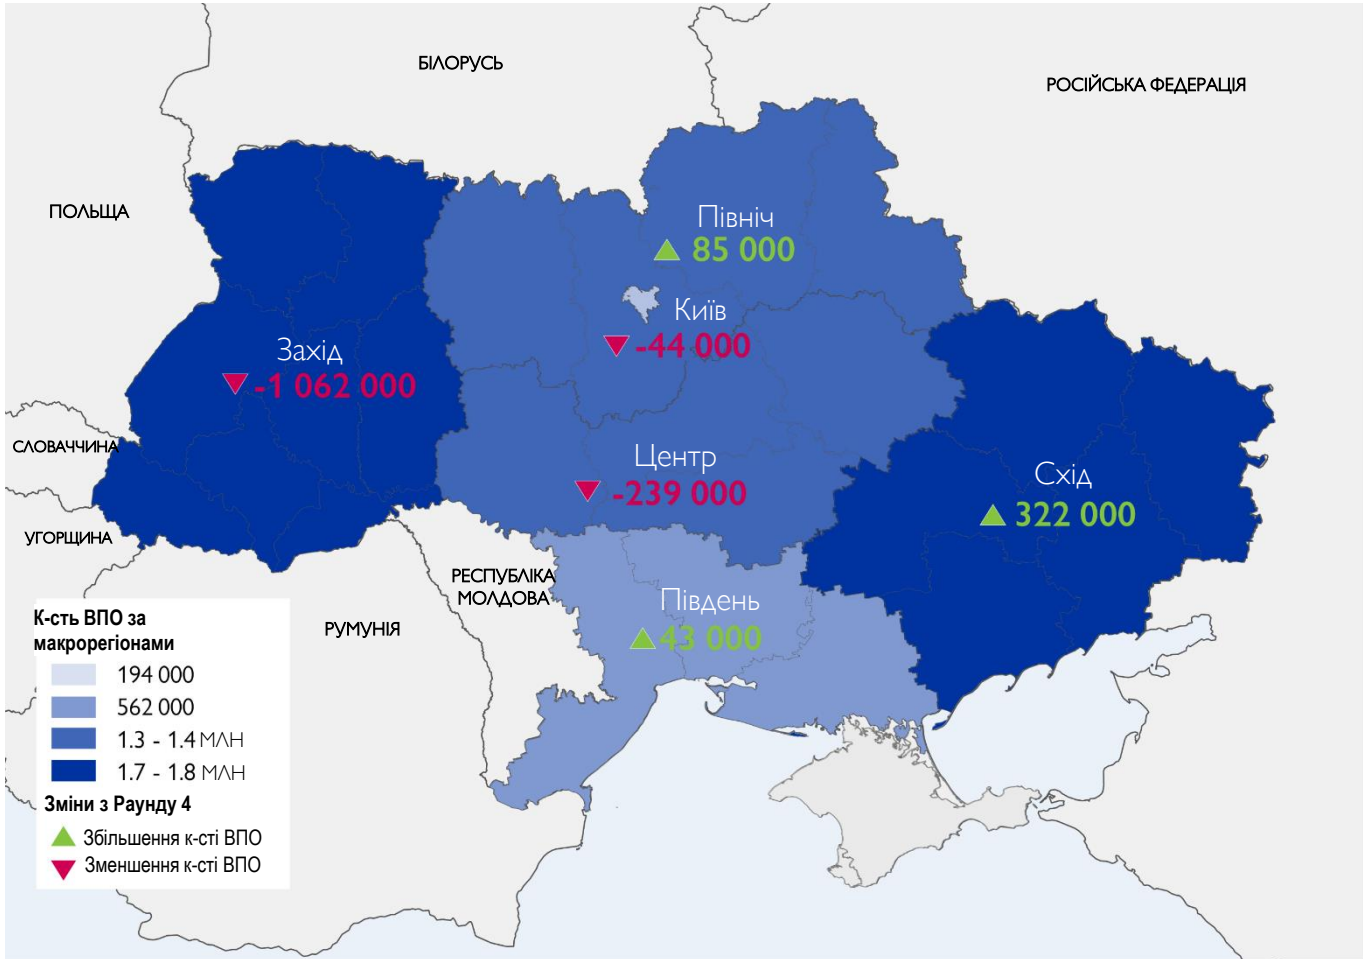 БІЛОРУСЬ
РОСІЙСЬКА ФЕДЕРАЦІЯ
ПОЛЬЩА
Північ
85 000
Київ
-44 000
Захід
-1 062 000
СЛОВАЧЧИНА
Центр
-239 000
Схід
322 000
УГОРЩИНА
РЕСПУБЛІКА
МОЛДОВА
Південь
43 000
РУМУНІЯ
К-сть ВПО за
макрорегіонами
194 000
562 000
1.3 - 1.4 МЛН
1.7 - 1.8 МЛН
Зміни з Раунду 4
Збільшення к-сті ВПО
Зменшення к-сті ВПО